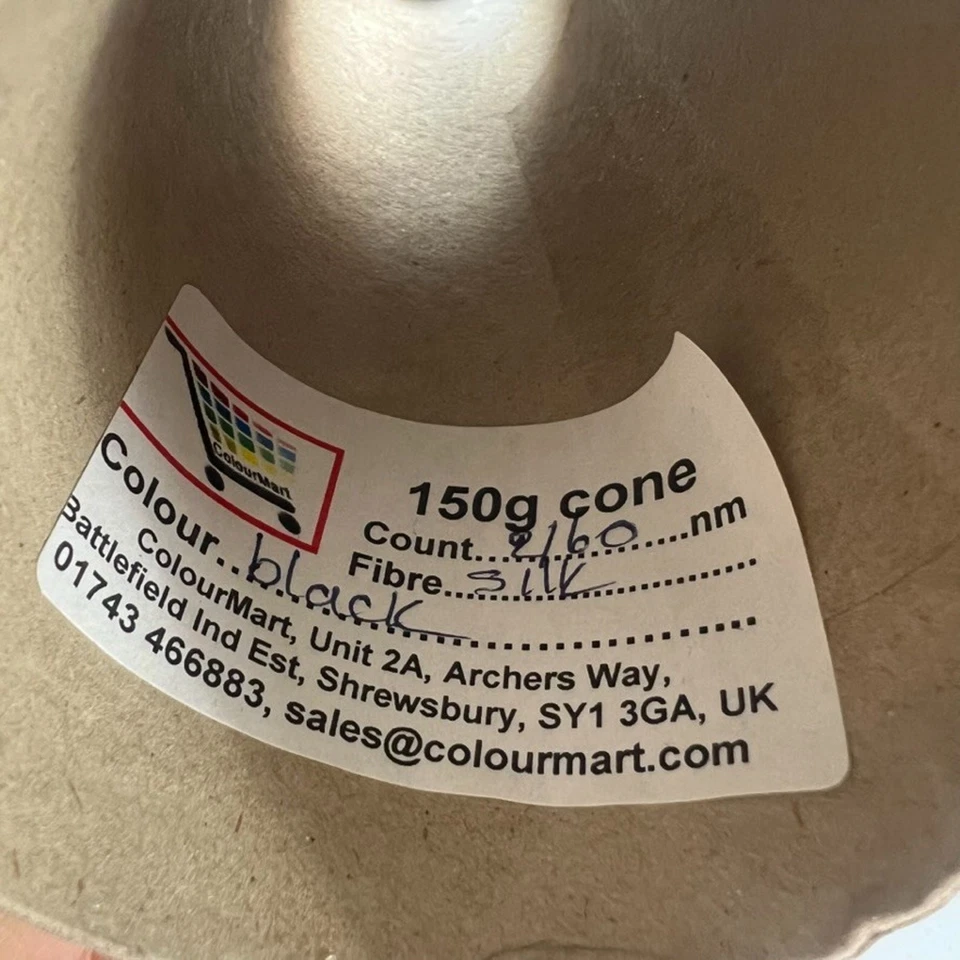 ColourMart
150g cone
Count...2/60...nm
Fibre...silk...
Colour...black...
ColourMart, Unit 2A, Archers Way,
Battlefield Ind Est, Shrewsbury, SY1 3GA, UK
01743 466883, sales@colourmart.com